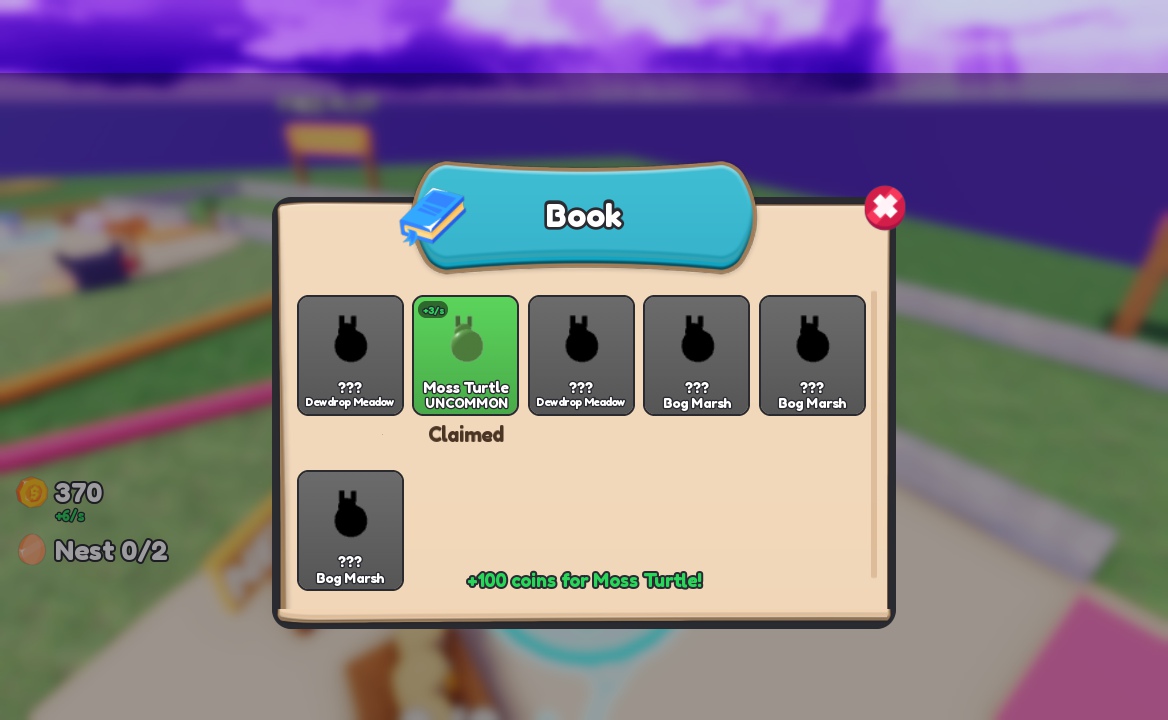 Book
???
Dewdrop Meadow
+3/s
Moss Turtle
UNCOMMON
???
Dewdrop Meadow
???
Bog Marsh
???
Bog Marsh
Claimed
???
Bog Marsh
+100 coins for Moss Turtle!
370
+6/s
Nest 0/2